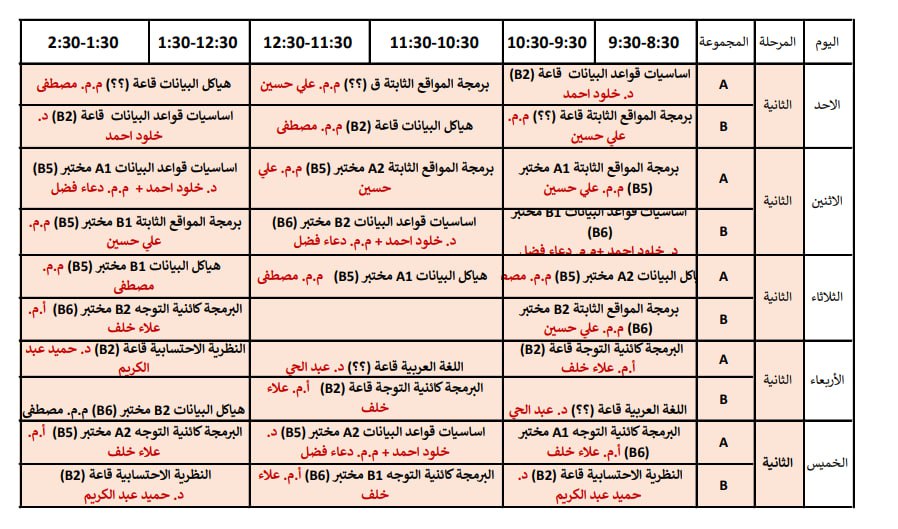 اليوم المرحلة المجموعة 9:30-8:30 10:30-9:30 11:30-10:30 12:30-11:30 1:30-12:30 2:30-1:30
الاحد
الثانية
A
اساسيات قواعد البيانات قاعة (B2)
د. خلود احمد
برمجة المواقع الثابتة ق (؟؟) م.م. علي حسين
هياكل البيانات قاعة (؟؟) م.م. مصطفى
B
برمجة المواقع الثابتة قاعة (؟؟) م.م.
علي حسين
هياكل البيانات قاعة (B2) م.م. مصطفى
اساسيات قواعد البيانات قاعة (B2) د.
خلود احمد
الاثنين
الثانية
A
برمجة المواقع الثابتة A1 مختبر
(B5) م.م. علي حسين
برمجة المواقع الثابتة A2 مختبر (B5) م.م. علي
حسين
اساسيات قواعد البيانات A1 مختبر (B5)
د. خلود احمد + م.م. دعاء فضل
B
اساسيات قواعد البيانات B1 مختبر
(B6)
د. خلود احمد +م.م. دعاء فضل
اساسيات قواعد البيانات B2 مختبر (B6)
د. خلود احمد + م.م. دعاء فضل
برمجة المواقع الثابتة B1 مختبر (B5) م.م.
علي حسين
الثلاثاء
الثانية
A
ياكل البيانات A2 مختبر (B5) م.م. مصط
هياكل البيانات A1 مختبر (B5) م.م. مصطفى
هياكل البيانات B1 مختبر (B5) م.م.
مصطفى
B
برمجة المواقع الثابتة B2 مختبر
(B6) م.م. علي حسين
البرمجة كائنية التوجه B2 مختبر (B6) أ.م.
علاء خلف
الأربعاء
الثانية
A
البرمجة كائنية التوجة قاعة (B2)
أ.م. علاء خلف
اللغة العربية قاعة (؟؟) د. عبد الحي
النظرية الاحتسابية قاعة (B2) د. حميد عبد
الكريم
B
اللغة العربية قاعة (؟؟) د. عبد الحي
البرمجة كائنية التوجة قاعة (B2) أ.م. علاء
خلف
هياكل البيانات B2 مختبر (B6) م.م. مصطفى
الخميس
الثانية
A
البرمجة كائنية التوجه A1 مختبر
(B6) أ.م. علاء خلف
اساسيات قواعد البيانات A2 مختبر (B5) د.
خلود احمد + م.م. دعاء فضل
البرمجة كائنية التوجه A2 مختبر (B5) أ.م.
علاء خلف
B
النظرية الاحتسابية قاعة (B2) د.
حميد عبد الكريم
البرمجة كائنية التوجه B1 مختبر (B6) أ.م. علاء
خلف
النظرية الاحتسابية قاعة (B2)
د. حميد عبد الكريم